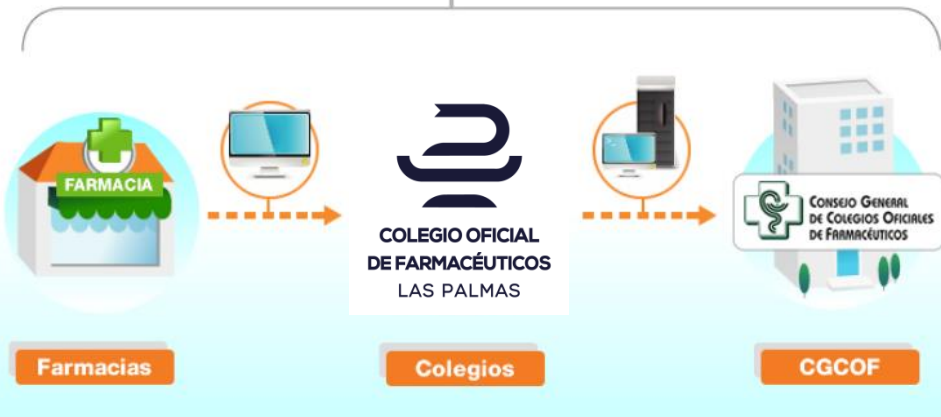 FARMACIA
COLEGIO OFICIAL
DE FARMACÉUTICOS
LAS PALMAS
CONSEJO GENERAL
DE COLEGIOS OFICIALES
DE FARMACÉUTICOS
Farmacias
Colegios
CGCOF